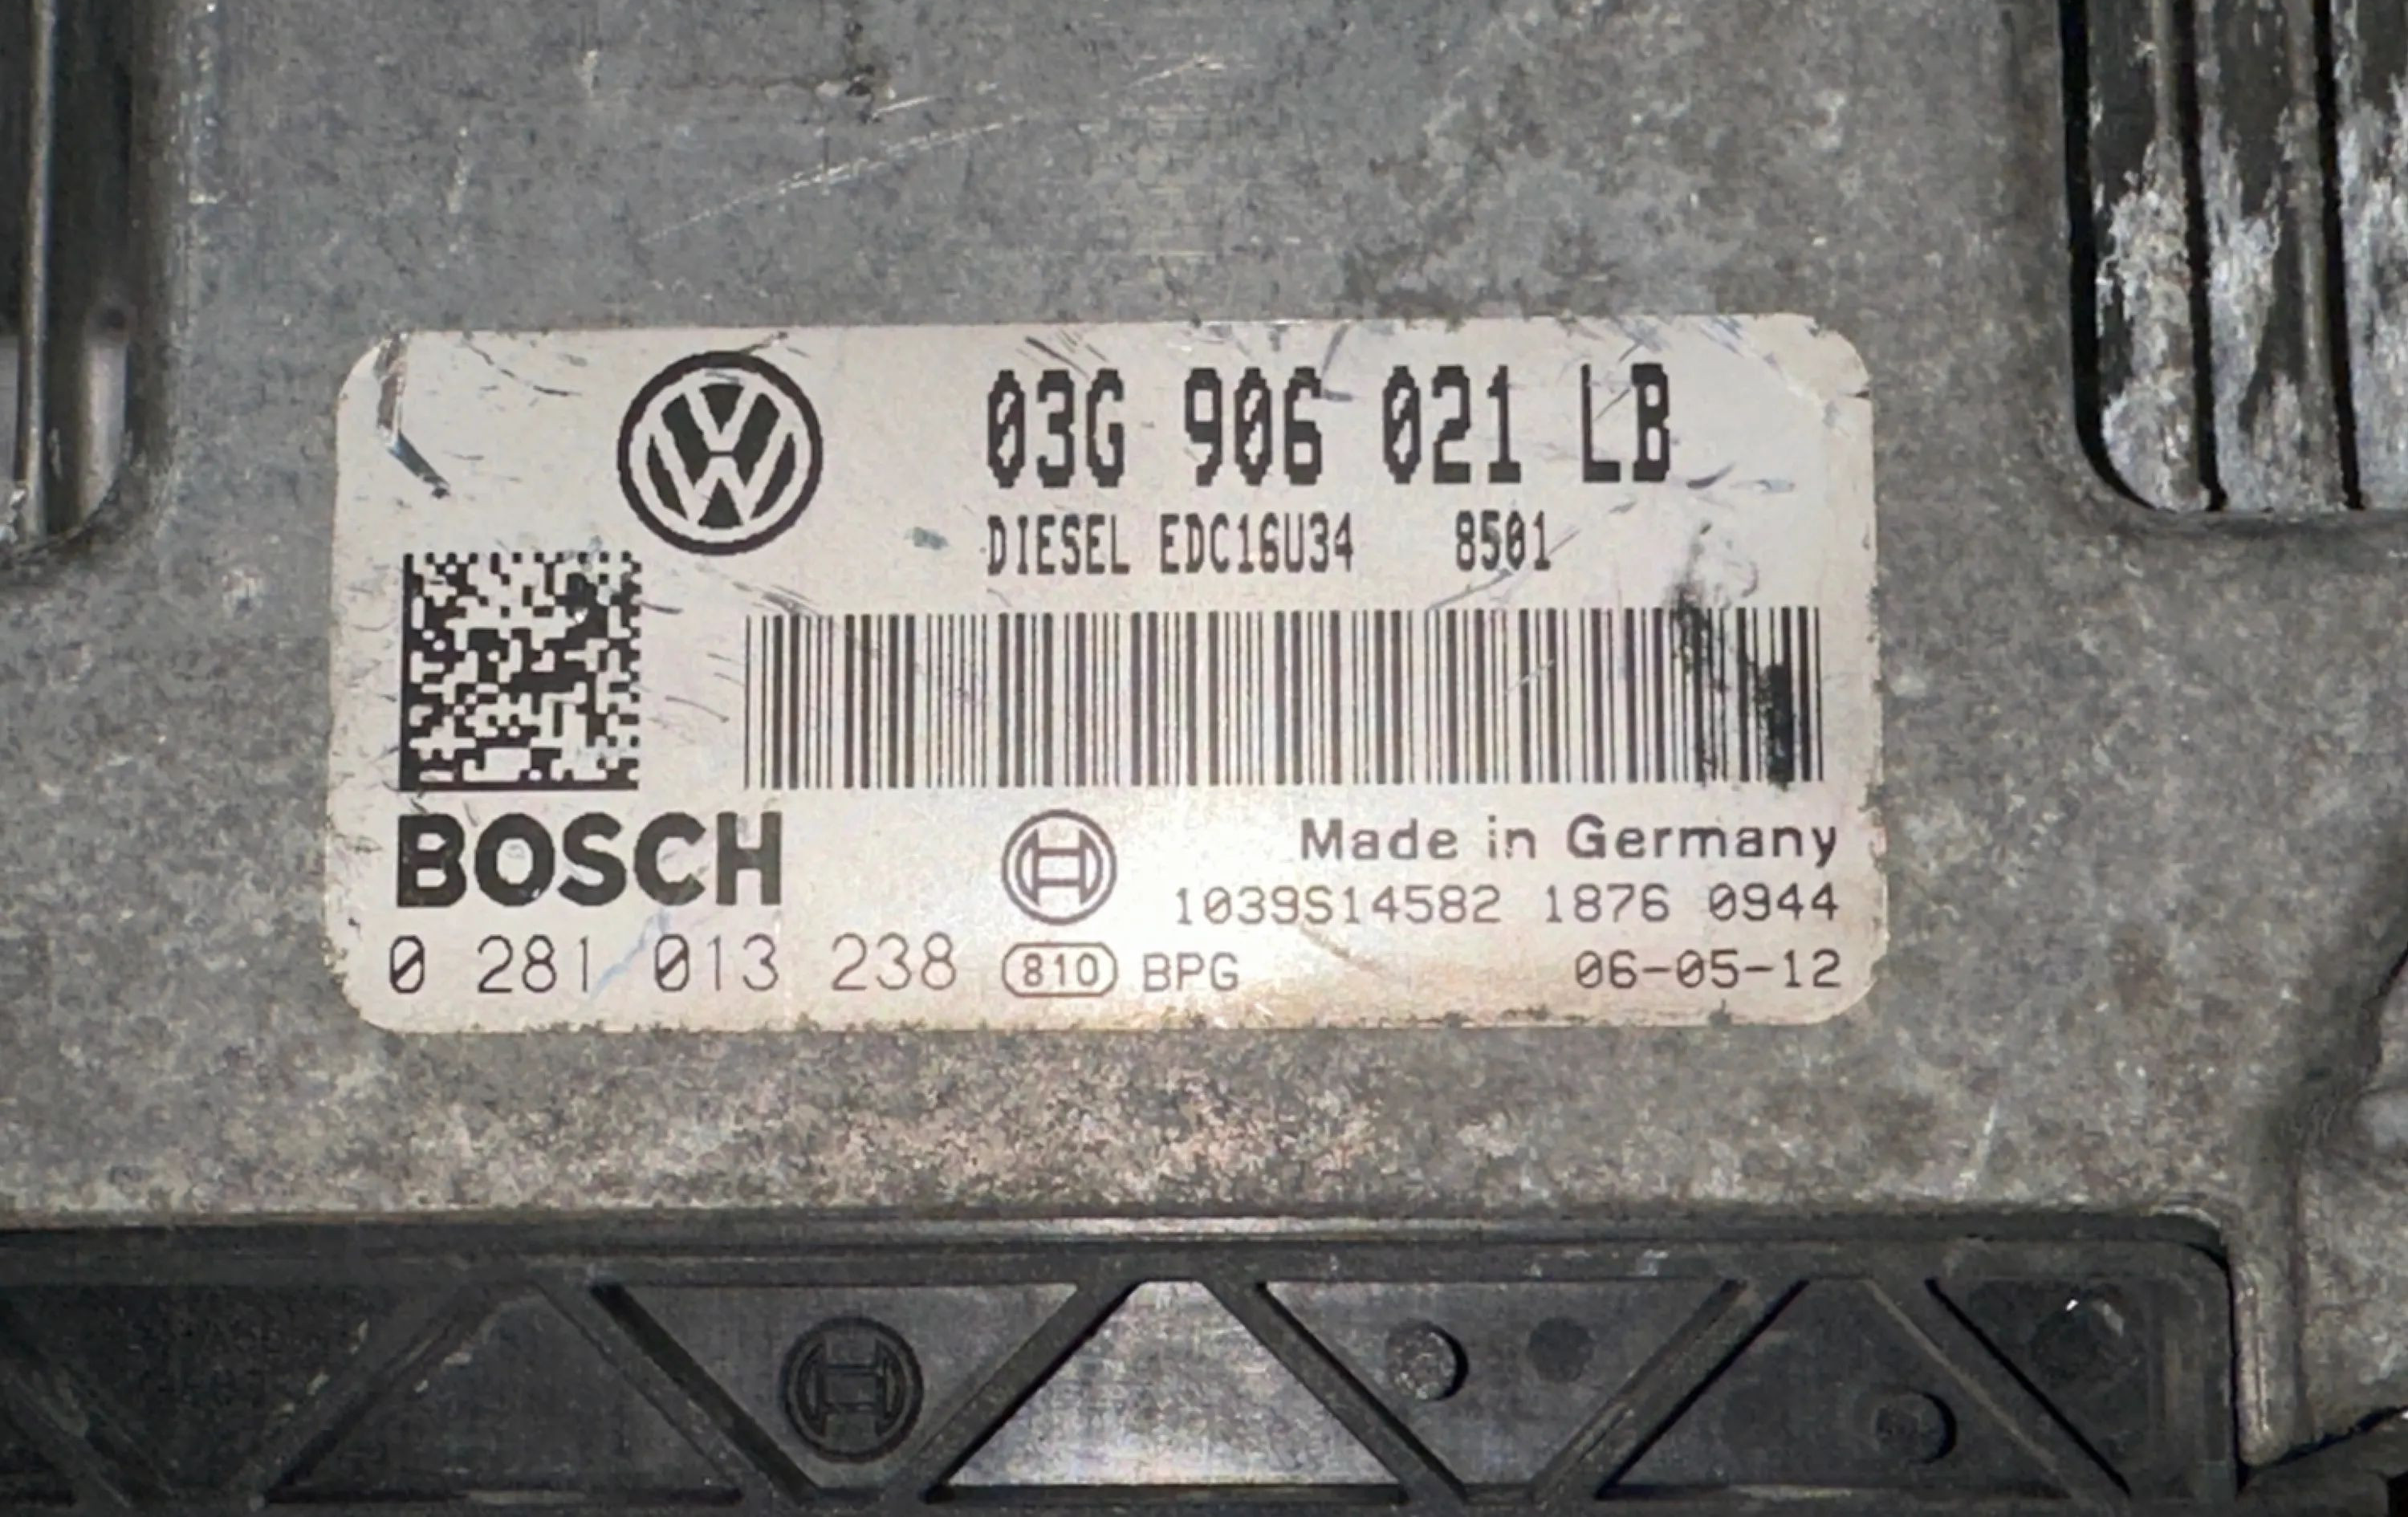 03G 906 021 LB
DIESEL EDC16U34 8501
BOSCH
Made in Germany
1039S14582 1876 0944
0 281 013 238 810 BPG 06-05-12